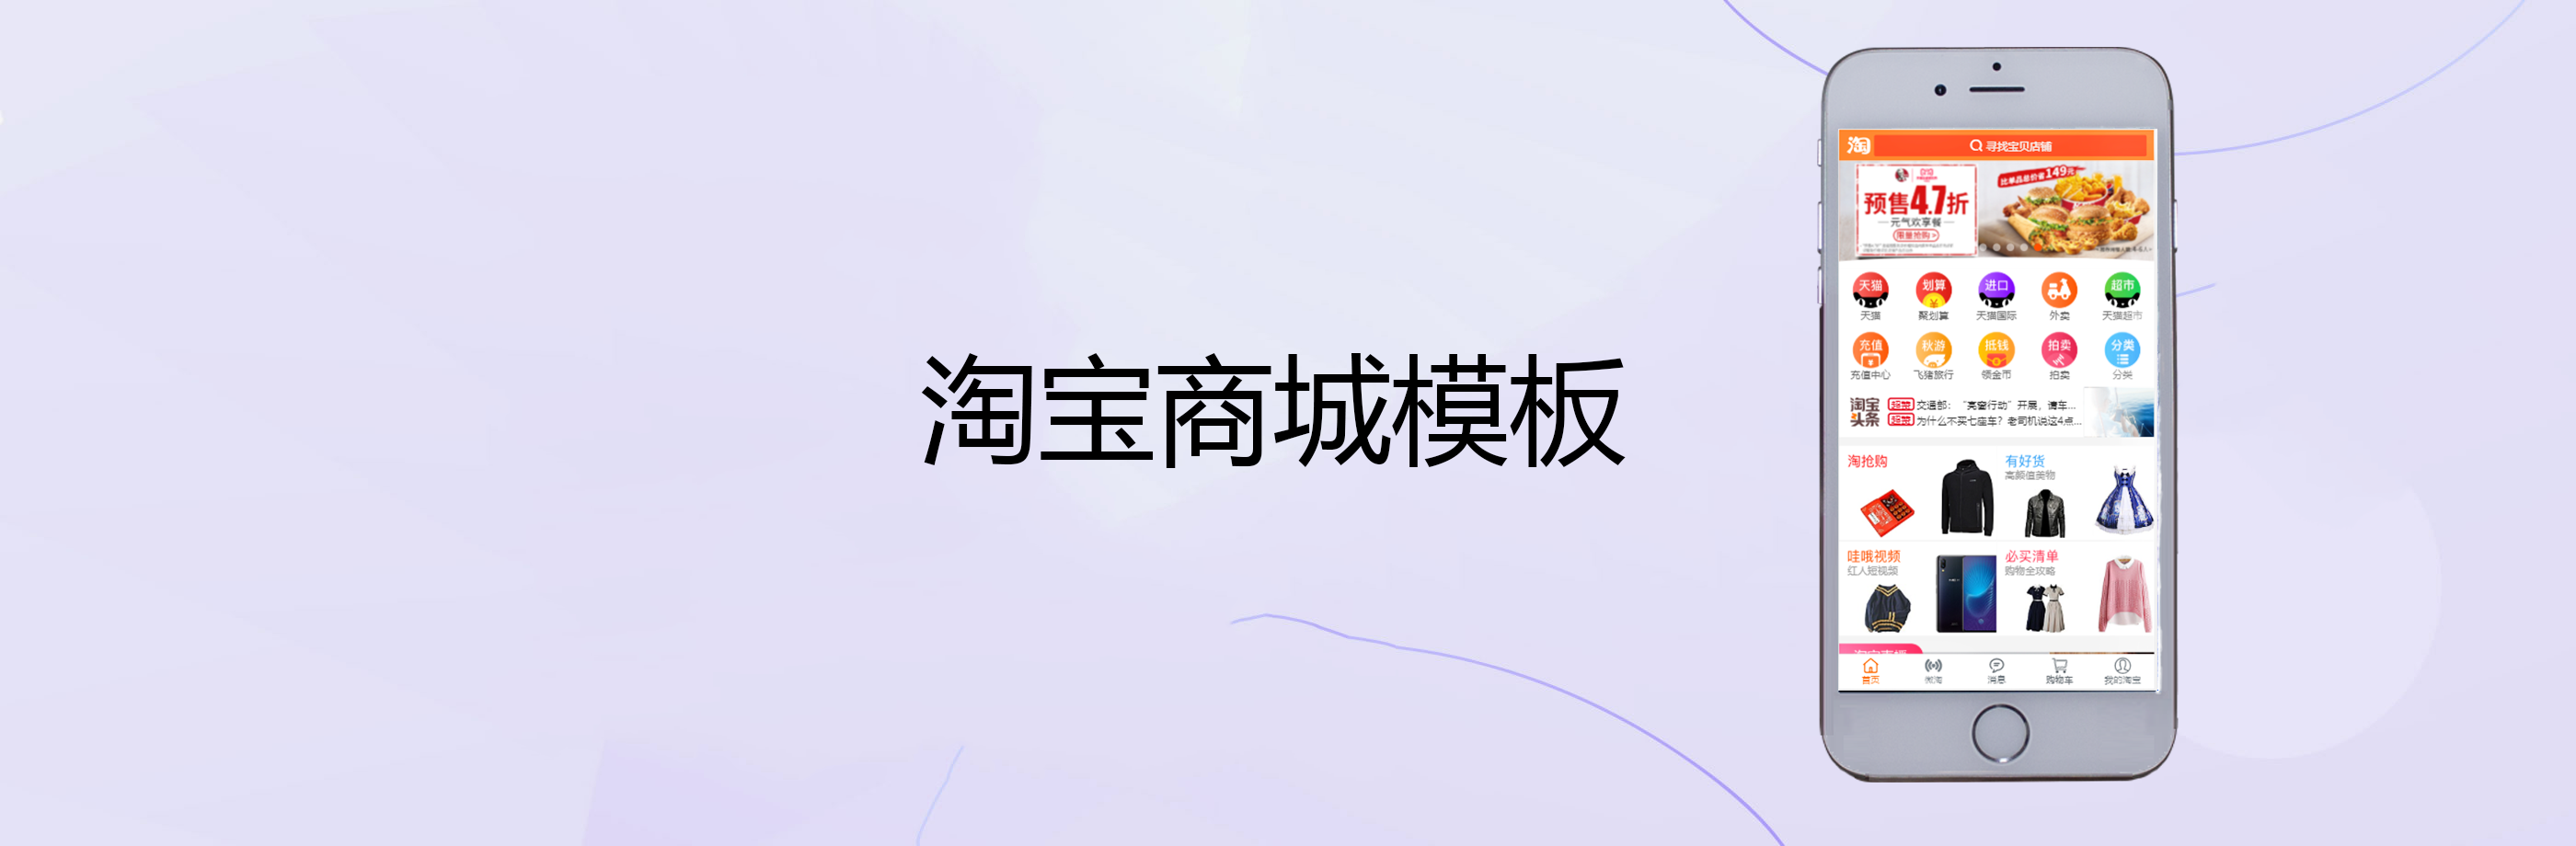 淘宝商城模板
淘
寻找宝贝店铺
预售4.7折
元气欢享餐
限量抢购>
比单品总价省149元
天猫
划算
进口
超市
天猫
聚划算
天猫国际
外卖
天猫超市
充值
秋游
抵钱
拍卖
分类
充值中心
飞猪旅行
领金币
拍卖
分类
淘宝
头条
交通部：“亮窗行动”开展，请车...
为什么不买七座车？老司机说这4点...
淘抢购
有好货
高颜值美物
哇哦视频
红人短视频
必买清单
购物全攻略
首页
微淘
消息
购物车
我的淘宝